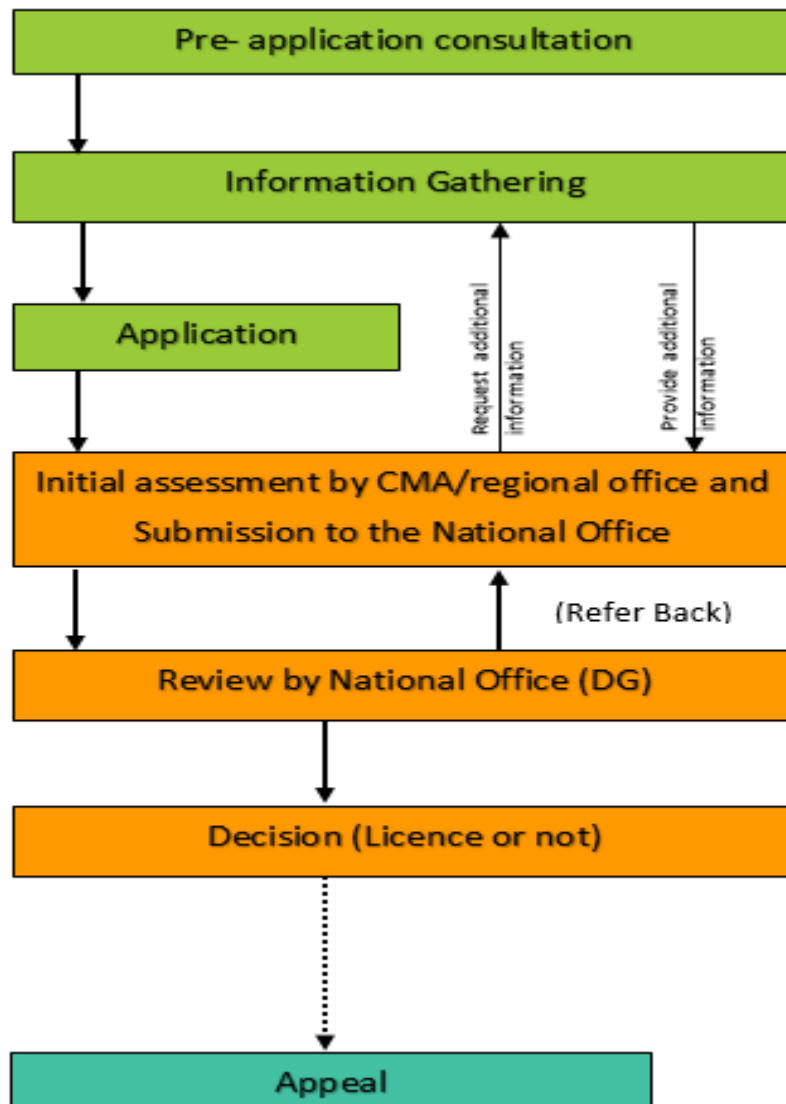 Pre- application consultation
Information Gathering
Request additional
information
Provide additional
information
Application
Initial assessment by CMA/regional office and
Submission to the National Office
(Refer Back)
Review by National Office (DG)
Decision (Licence or not)
Appeal